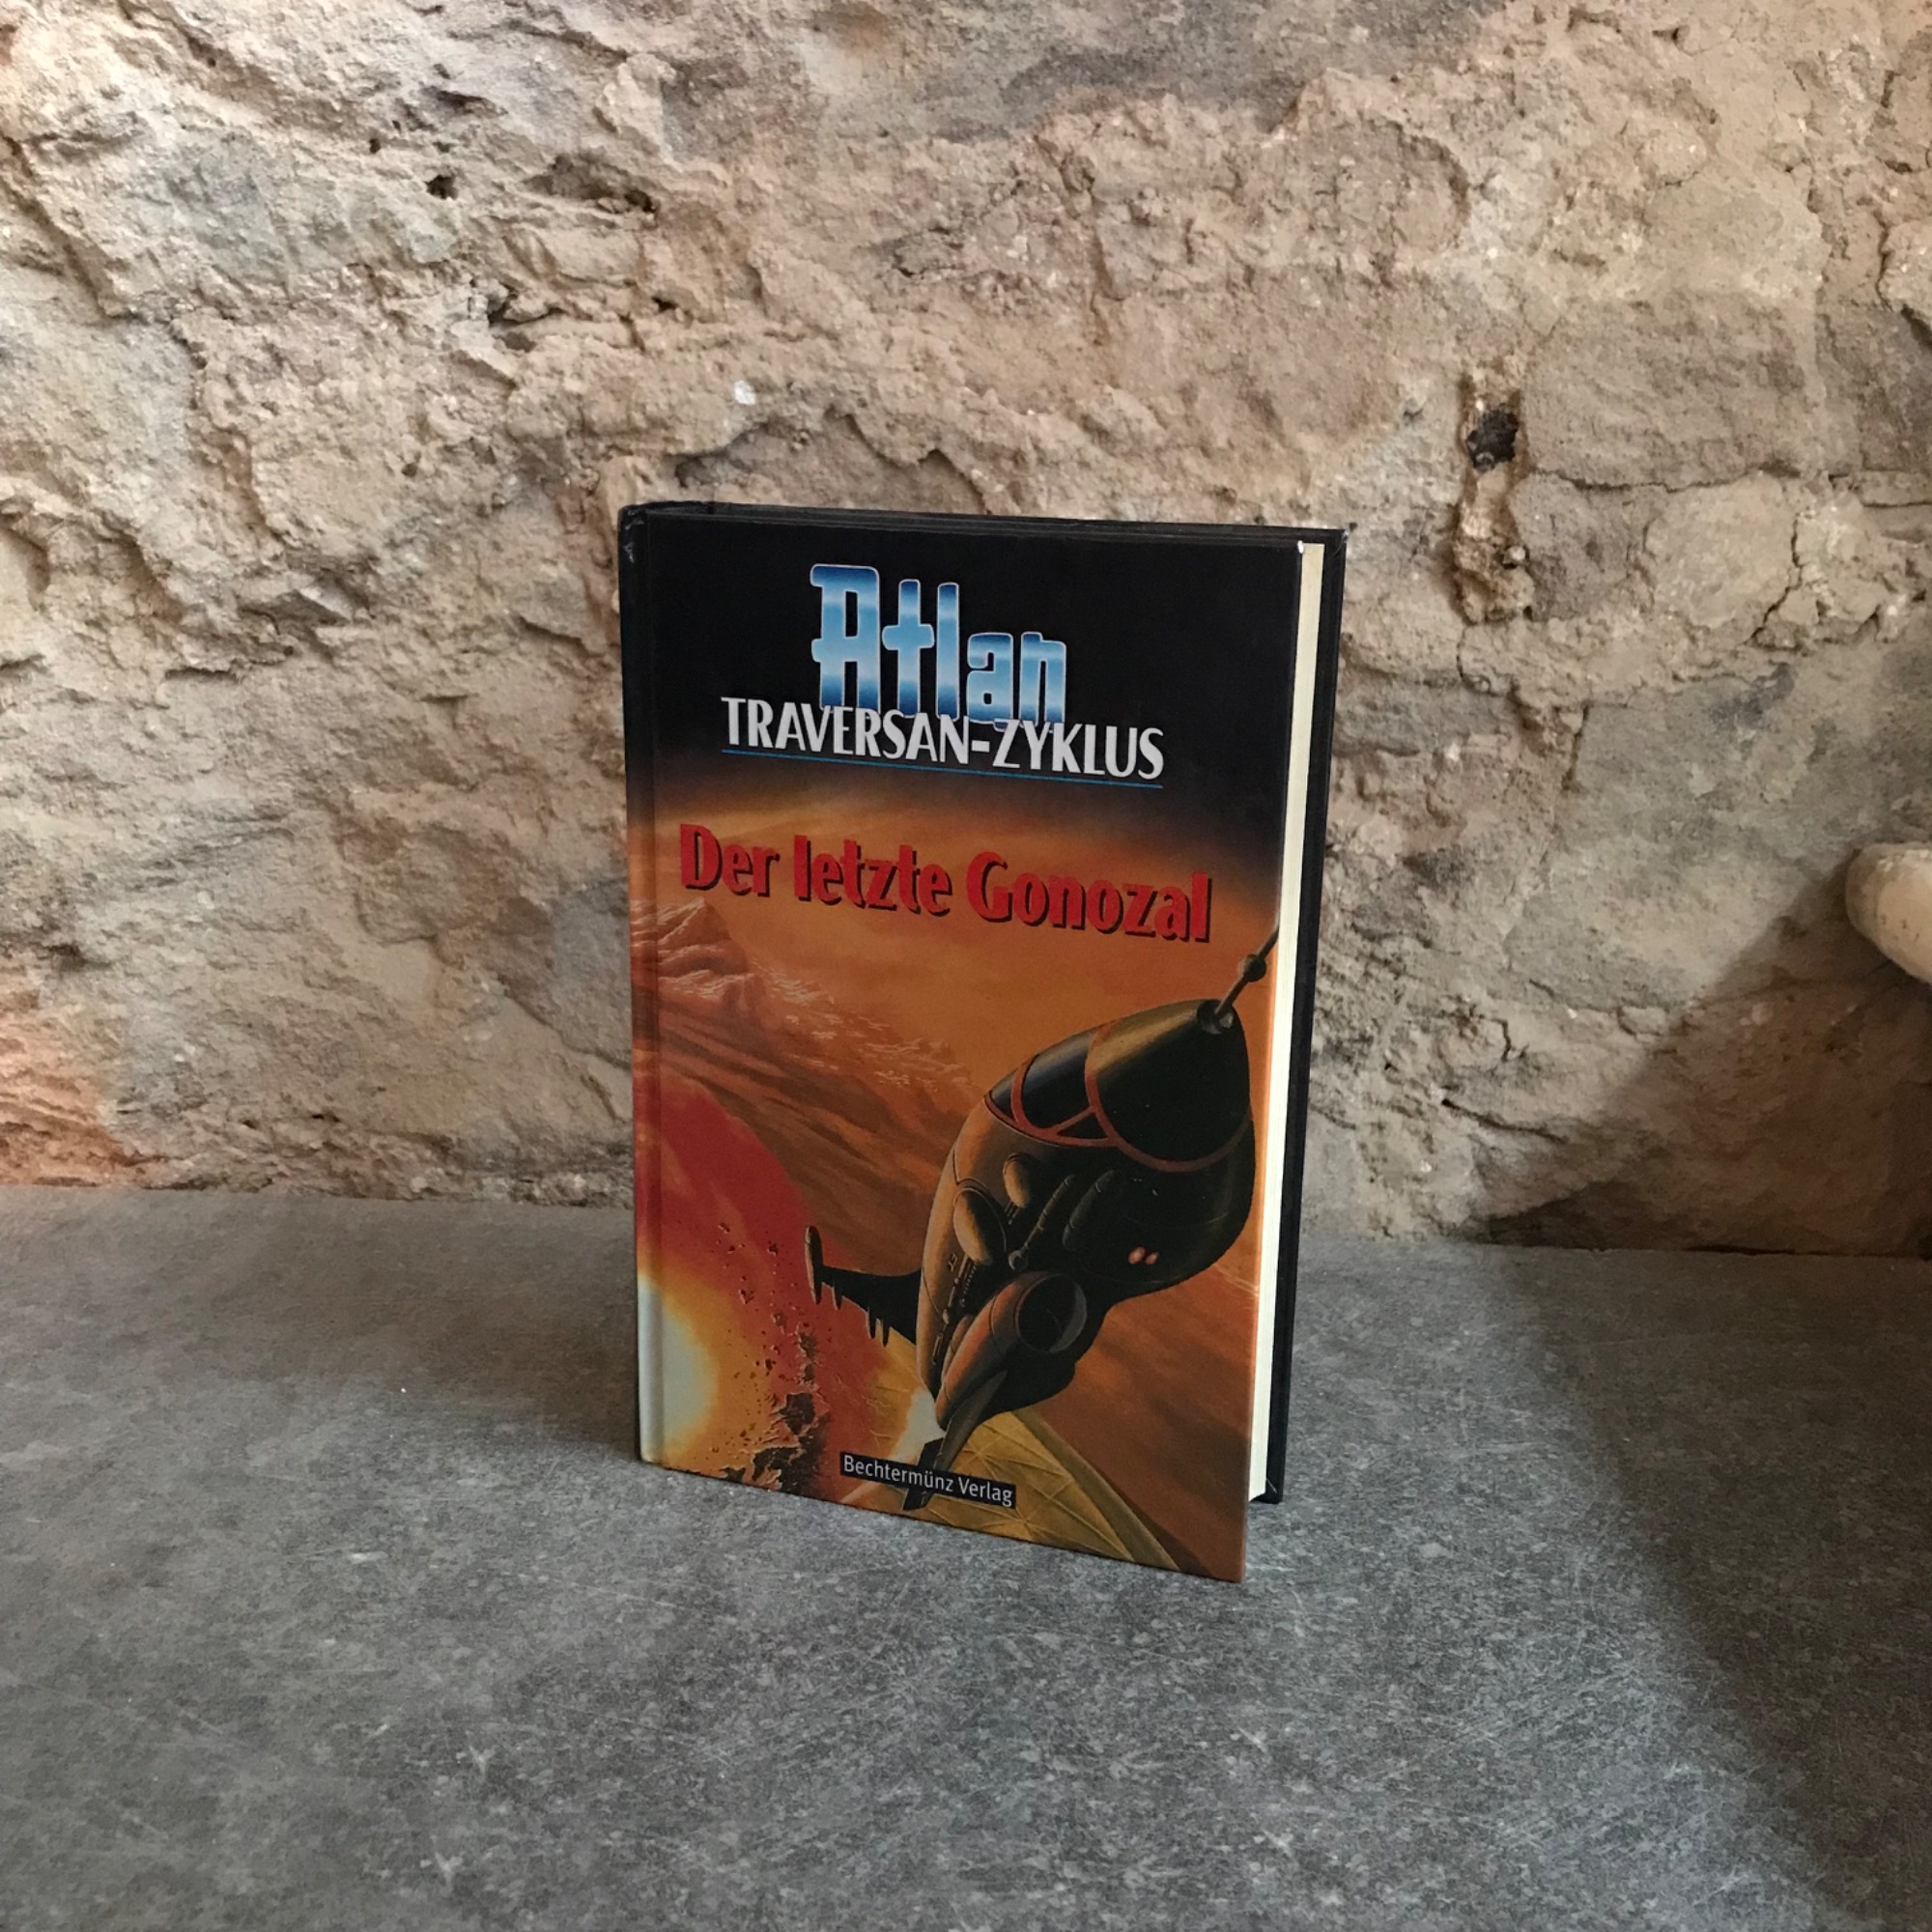 Atlan
TRAVERSAN-ZYKLUS
Der letzte Gonozal
Bechtermünz Verlag